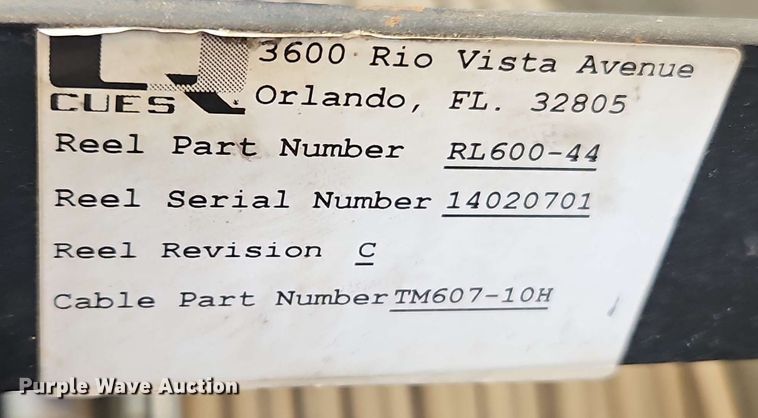 3600 Rio Vista Avenue
CUES Orlando, FL. 32805
Reel Part Number RL600-44
Reel Serial Number 14020701
Reel Revision C
Cable Part Number TM607-10H
Purple Wave Auction